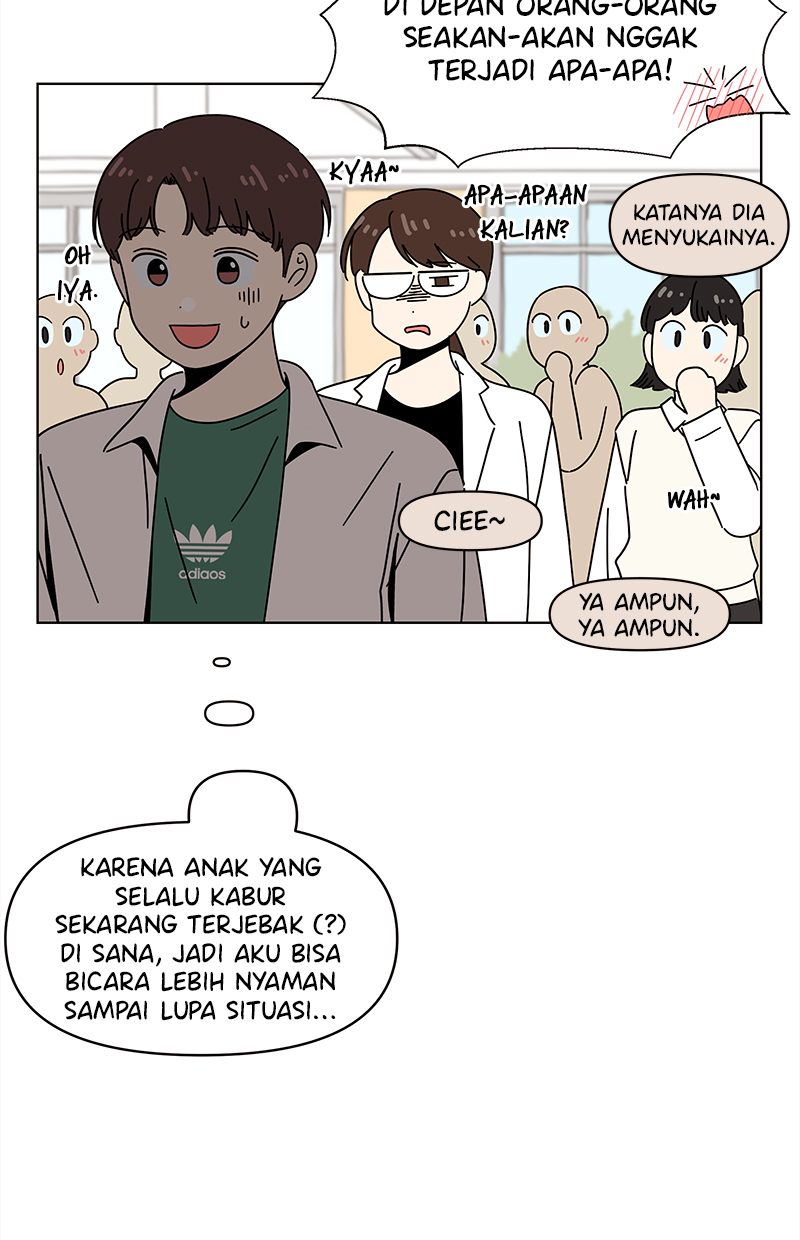 DI DEPAN ORANG-ORANG
SEAKAN-AKAN NGGAK
TERJADI APA-APA!
KYAA~
APA-APAAN
KALIAN?
KATANYA DIA
MENYUKAINYA.
OH
IYA.
WAH~
CIEE~
adiaos
YA AMPUN,
YA AMPUN.
KARENA ANAK YANG
SELALU KABUR
SEKARANG TERJEBAK (?)
DI SANA, JADI AKU BISA
BICARA LEBIH NYAMAN
SAMPAI LUPA SITUASI...